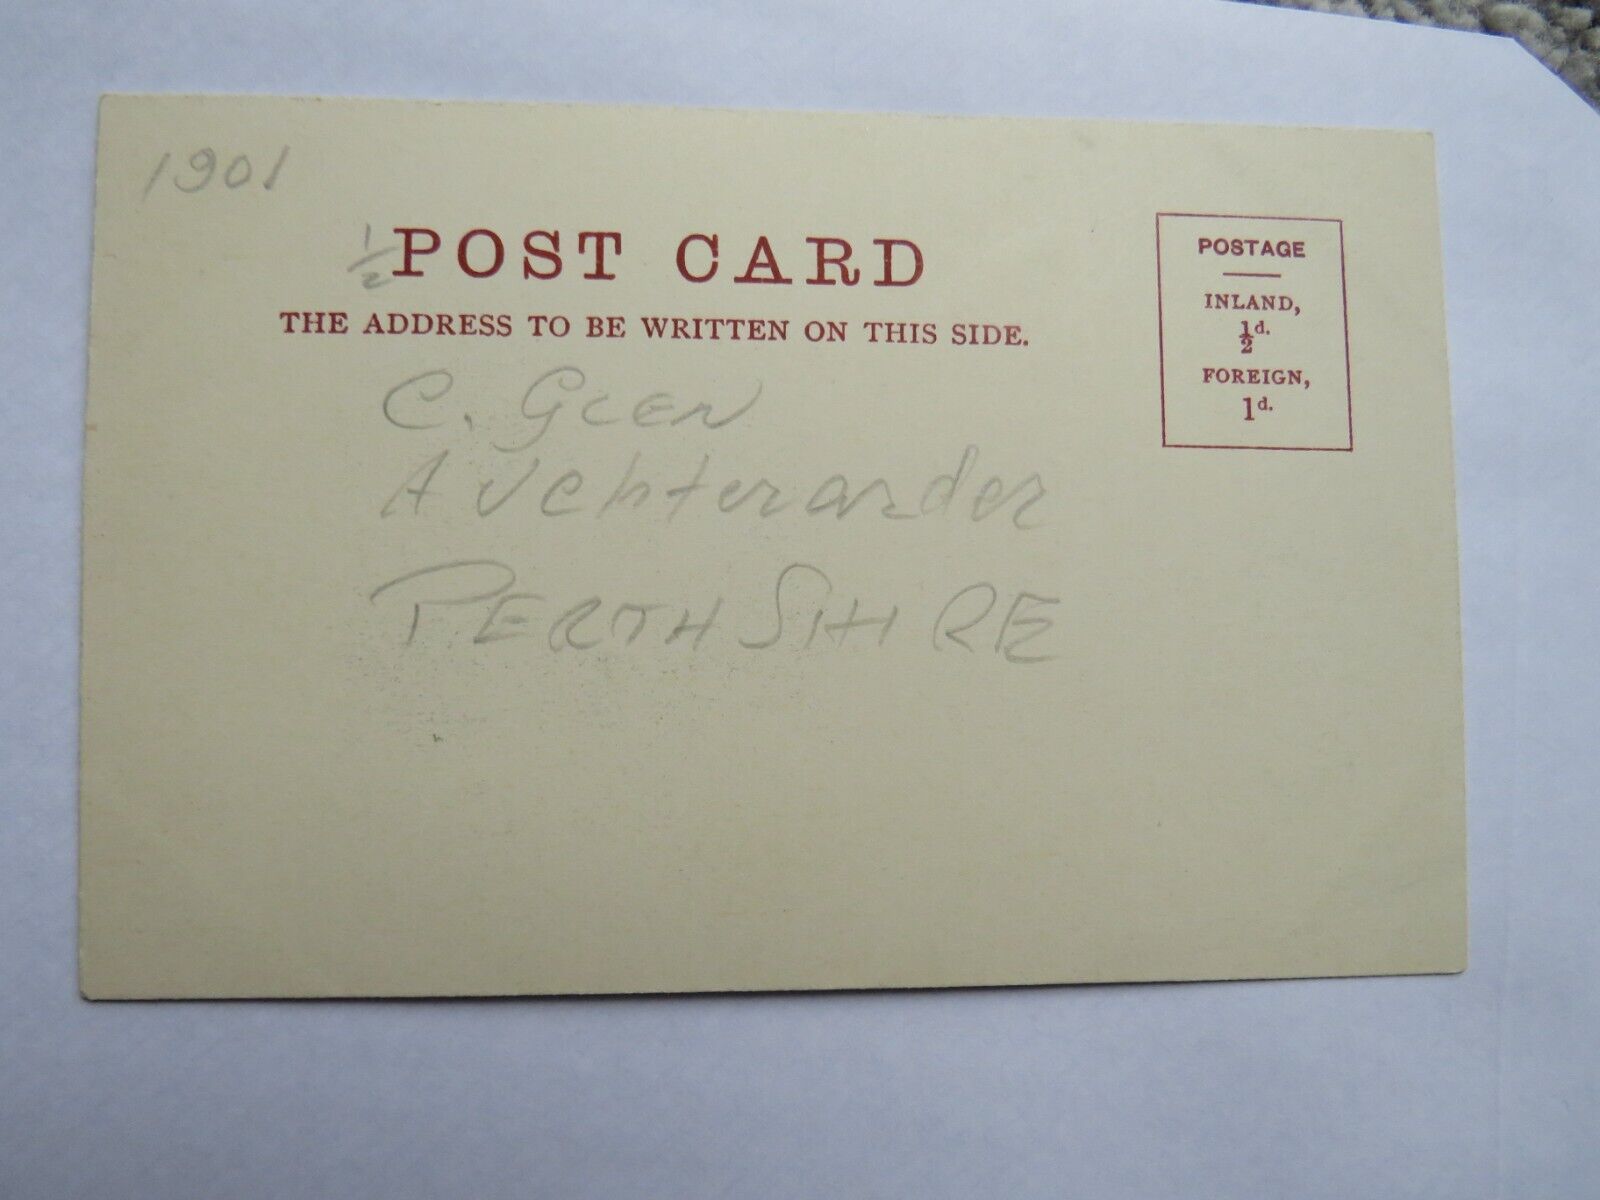 1901
½ POST CARD
THE ADDRESS TO BE WRITTEN ON THIS SIDE.
POSTAGE
INLAND,
½d.
FOREIGN,
1d.
C. Glen
Auchterarder
PERTHSHIRE